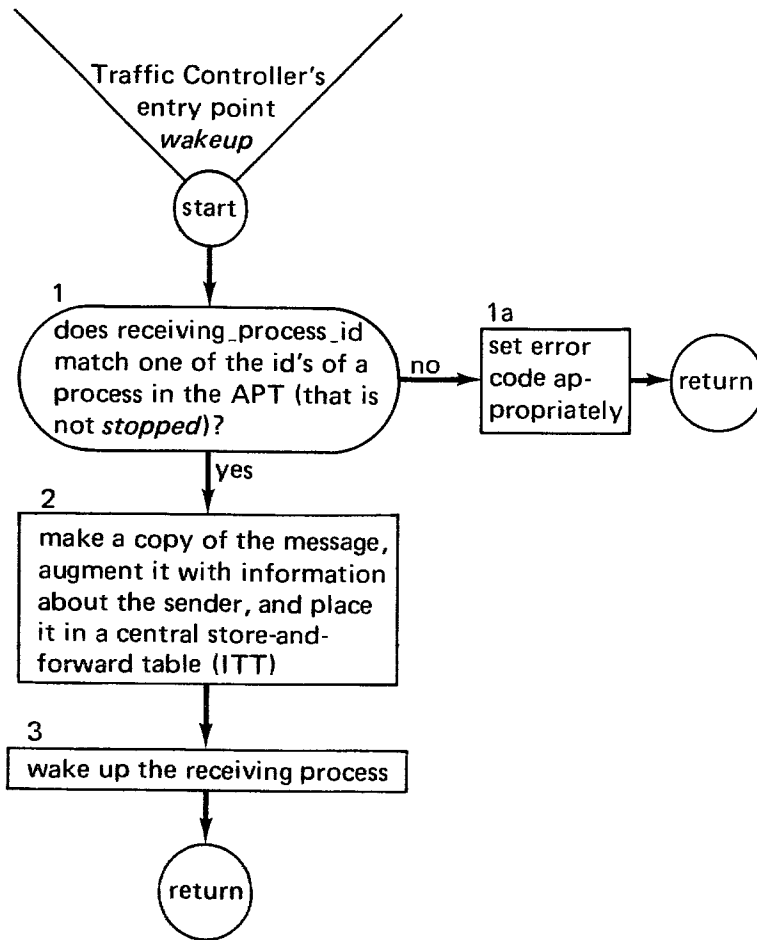 Traffic Controller's
entry point
wakeup
start
1
does receiving_process_id
match one of the id's of a
process in the APT (that is
not stopped)?
no
1a
set error
code ap-
propriately
return
yes
2
make a copy of the message,
augment it with information
about the sender, and place
it in a central store-and-
forward table (ITT)
3
wake up the receiving process
return